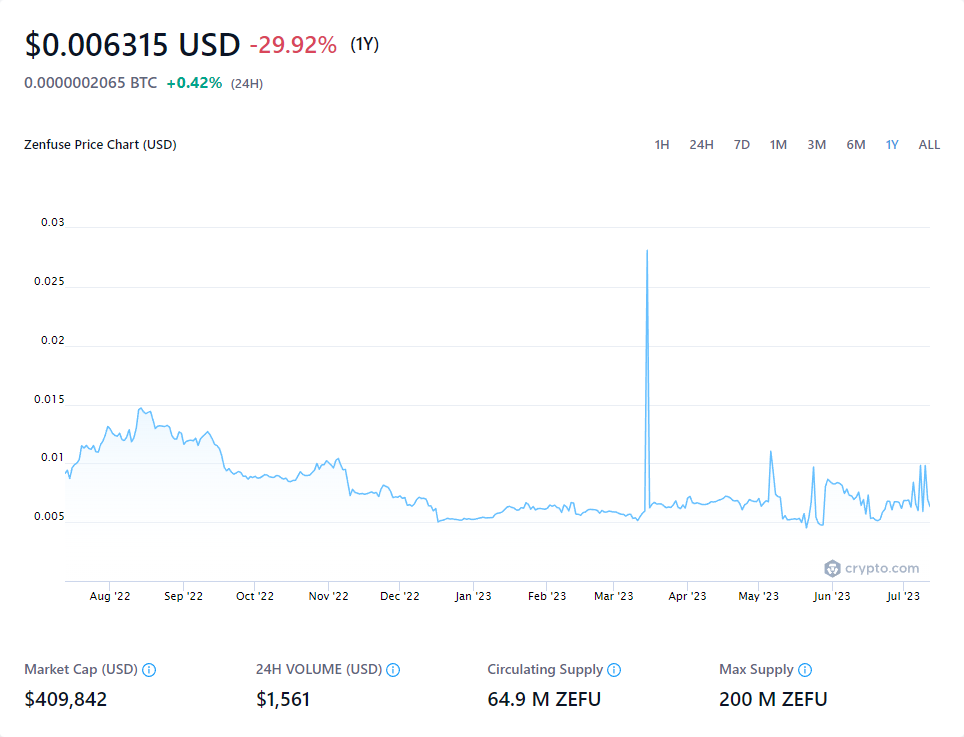 $0.006315 USD -29.92% (1Y)
0.0000002065 BTC +0.42% (24H)
Zenfuse Price Chart (USD) 1H 24H 7D 1M 3M 6M 1Y ALL
0.03
0.025
0.02
0.015
0.01
0.005
crypto.com
Aug '22 Sep '22 Oct '22 Nov '22 Dec '22 Jan '23 Feb '23 Mar '23 Apr '23 May '23 Jun '23 Jul '23
Market Cap (USD) 24H VOLUME (USD) Circulating Supply Max Supply
$409,842 $1,561 64.9 M ZEFU 200 M ZEFU